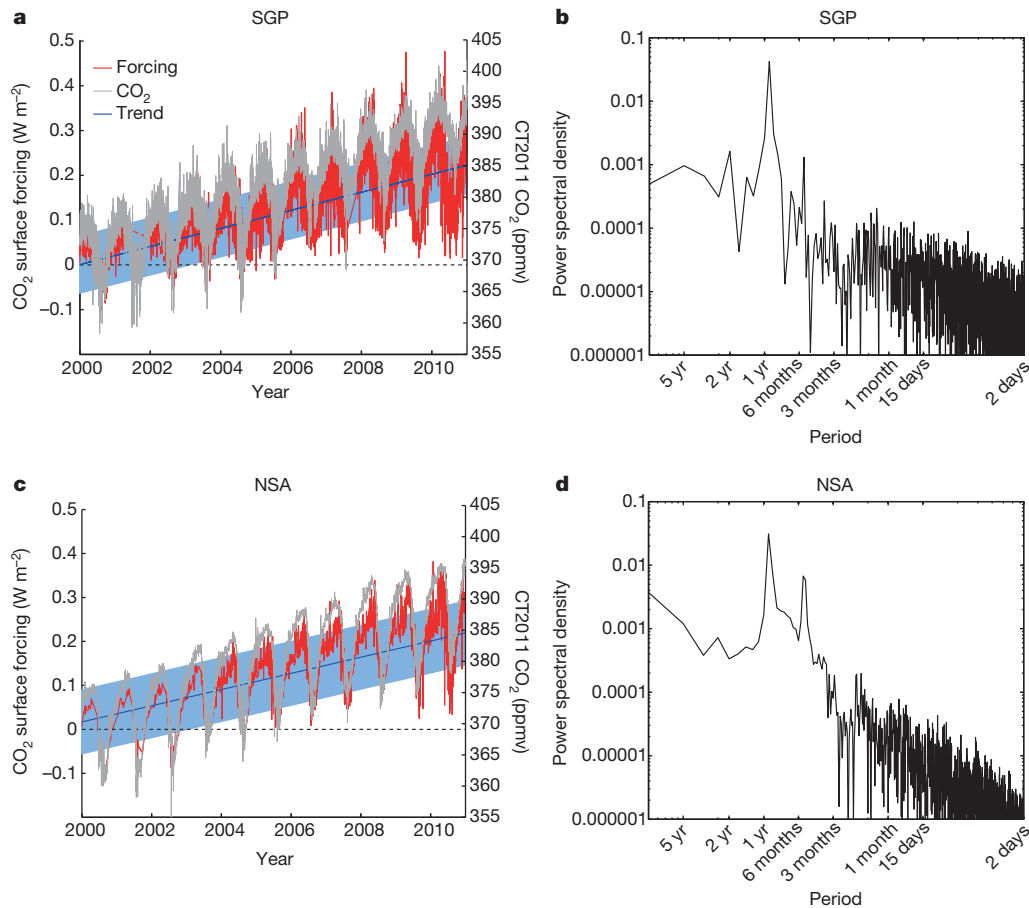 a
SGP
CO₂ surface forcing (W m⁻²)
0.5
0.4
0.3
0.2
0.1
0
−0.1
Forcing
CO₂
Trend
405
400
395
390
385
380
375
370
365
360
355
CT2011 CO₂ (ppmv)
2000 2002 2004 2006 2008 2010
Year
b
SGP
Power spectral density
0.1
0.01
0.001
0.0001
0.00001
0.000001
5 yr 2 yr 1 yr 6 months 3 months 1 month 15 days 2 days
Period
c
NSA
CO₂ surface forcing (W m⁻²)
0.5
0.4
0.3
0.2
0.1
0
−0.1
405
400
395
390
385
380
375
370
365
360
355
CT2011 CO₂ (ppmv)
2000 2002 2004 2006 2008 2010
Year
d
NSA
Power spectral density
0.1
0.01
0.001
0.0001
0.00001
0.000001
5 yr 2 yr 1 yr 6 months 3 months 1 month 15 days 2 days
Period